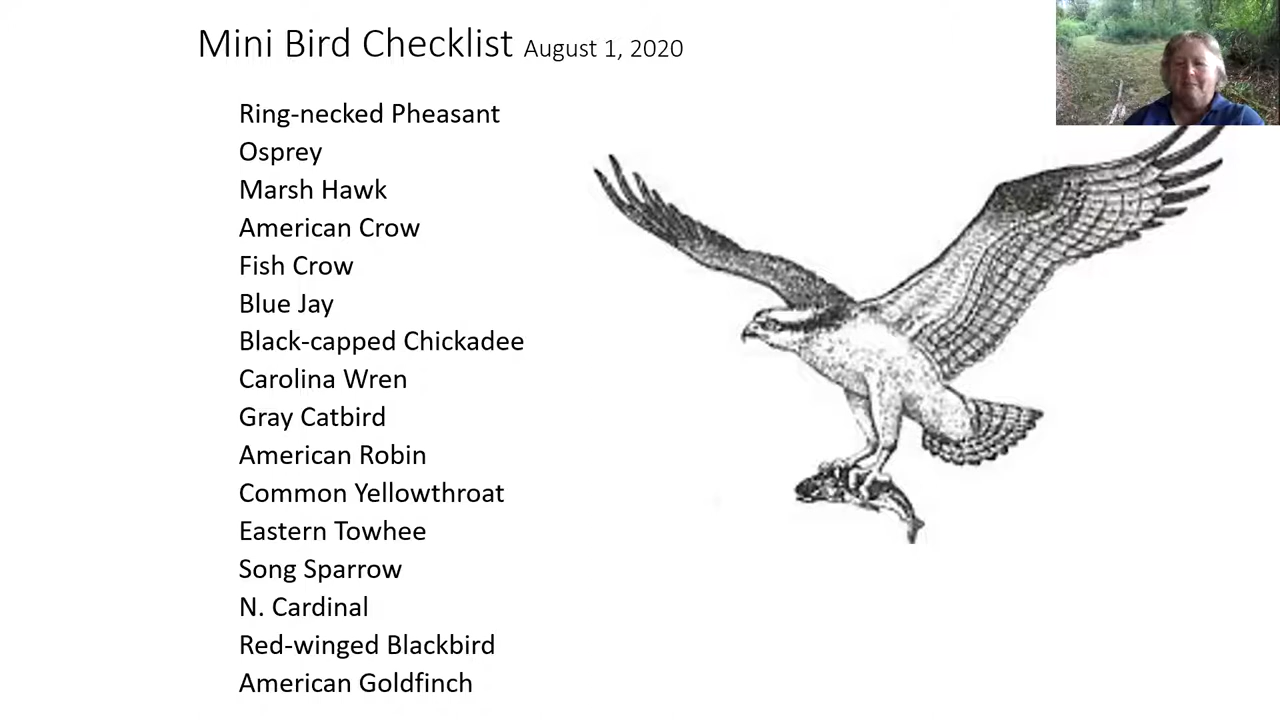 Mini Bird Checklist August 1, 2020
Ring-necked Pheasant
Osprey
Marsh Hawk
American Crow
Fish Crow
Blue Jay
Black-capped Chickadee
Carolina Wren
Gray Catbird
American Robin
Common Yellowthroat
Eastern Towhee
Song Sparrow
N. Cardinal
Red-winged Blackbird
American Goldfinch